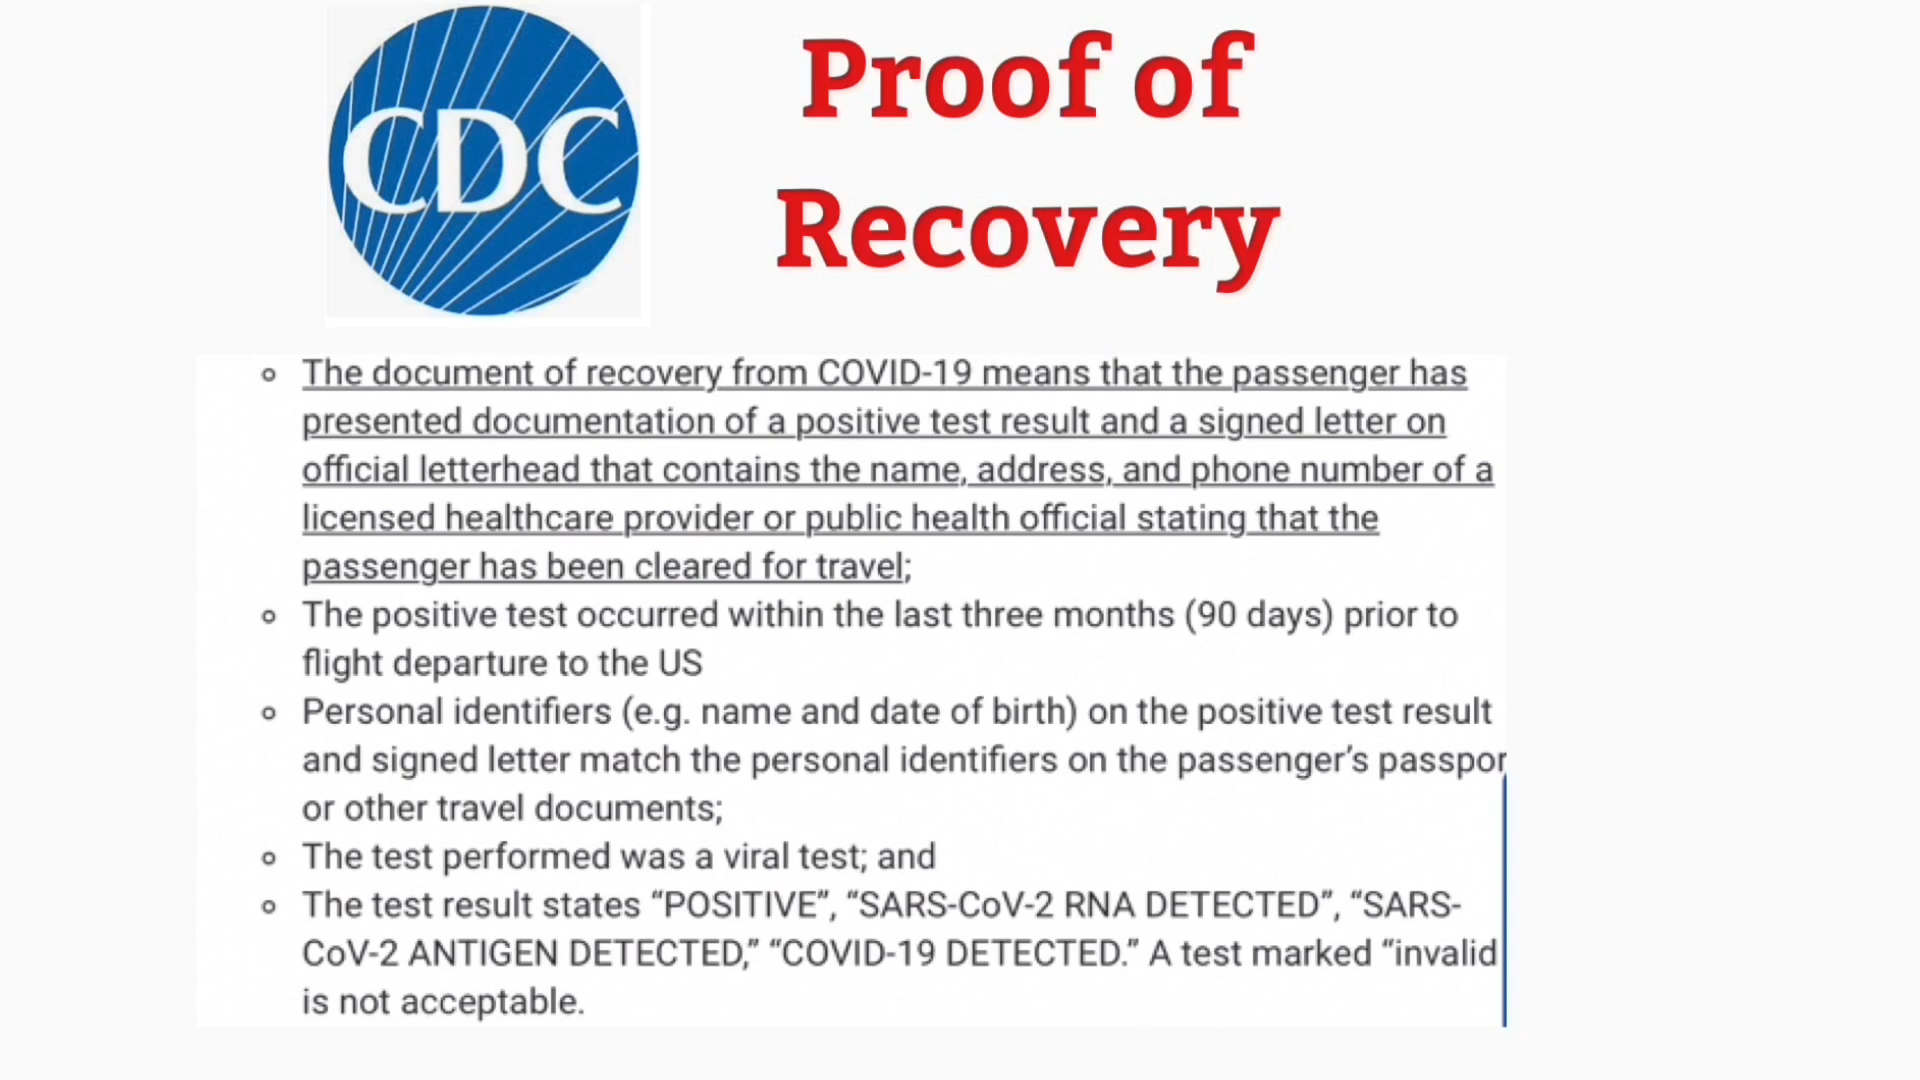 CDC
Proof of
Recovery
The document of recovery from COVID-19 means that the passenger has
presented documentation of a positive test result and a signed letter on
official letterhead that contains the name, address, and phone number of a
licensed healthcare provider or public health official stating that the
passenger has been cleared for travel;
The positive test occurred within the last three months (90 days) prior to
flight departure to the US
Personal identifiers (e.g. name and date of birth) on the positive test result
and signed letter match the personal identifiers on the passenger’s passpor
or other travel documents;
The test performed was a viral test; and
The test result states “POSITIVE”, “SARS-CoV-2 RNA DETECTED”, “SARS-
CoV-2 ANTIGEN DETECTED,” “COVID-19 DETECTED.” A test marked “invalid
is not acceptable.